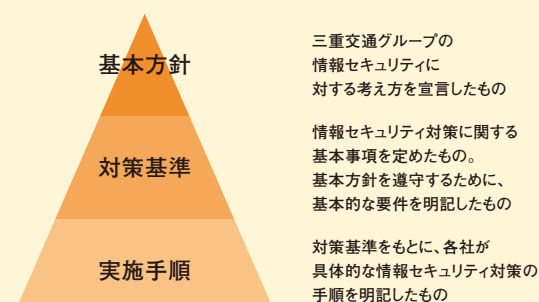 基本方針
三重交通グループの
情報セキュリティに
対する考え方を宣言したもの
対策基準
情報セキュリティ対策に関する
基本事項を定めたもの。
基本方針を遵守するために、
基本的な要件を明記したもの
実施手順
対策基準をもとに、各社が
具体的な情報セキュリティ対策の
手順を明記したもの